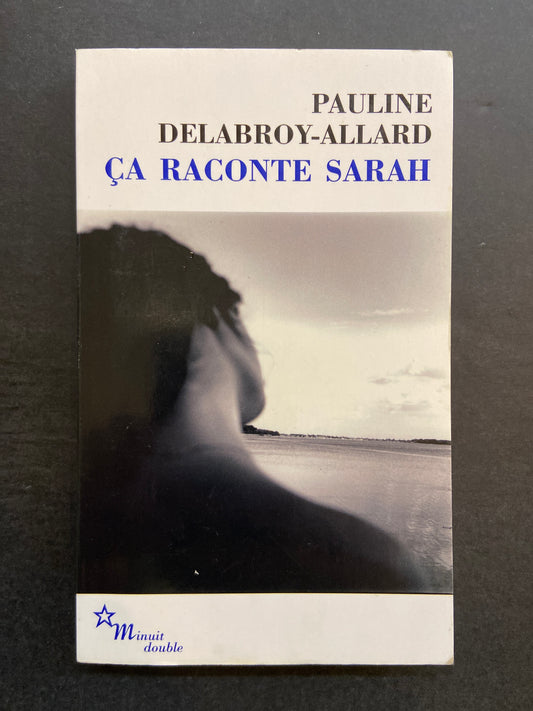 PAULINE
DELABROY-ALLARD
ÇA RACONTE SARAH
Minuit
double